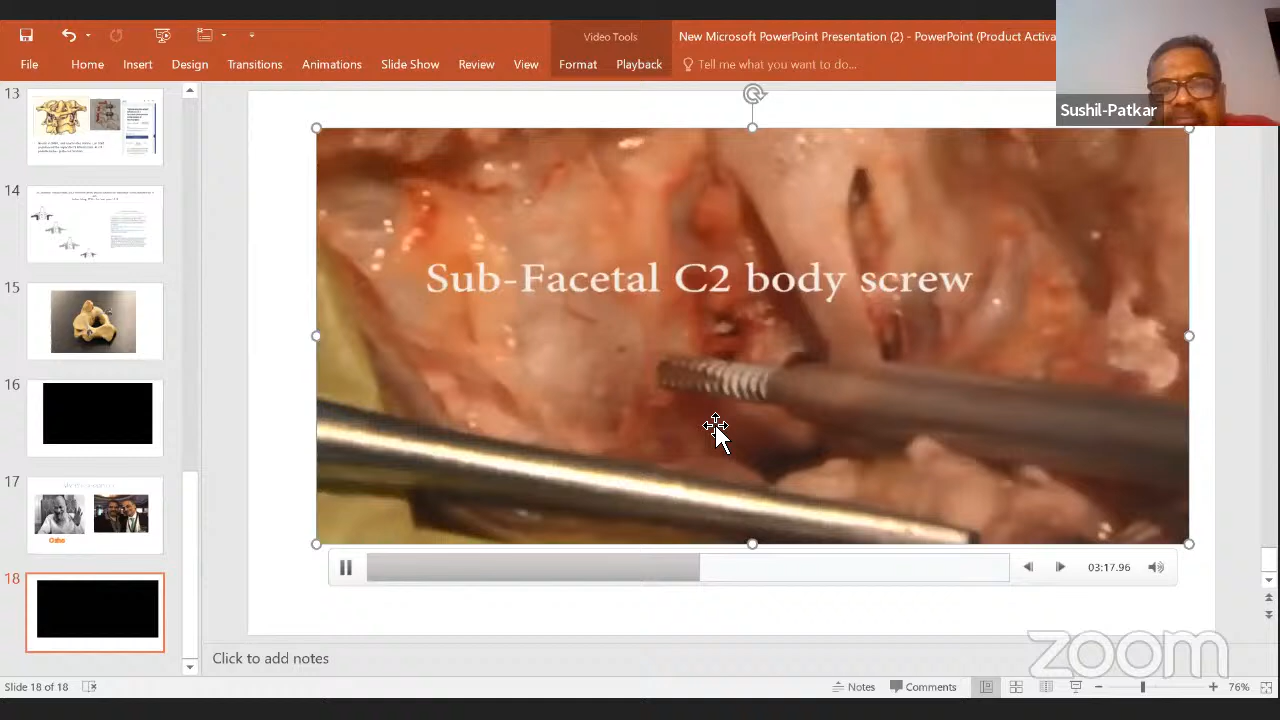 Video Tools
New Microsoft PowerPoint Presentation (2) - PowerPoint (Product Activa
File Home Insert Design Transitions Animations Slide Show Review View Format Playback Tell me what you want to do...
Sushil-Patkar
13
14
15
16
17
18
Sub-Facetal C2 body screw
03:17.96
Click to add notes
zoom
Slide 18 of 18 Notes Comments 76%